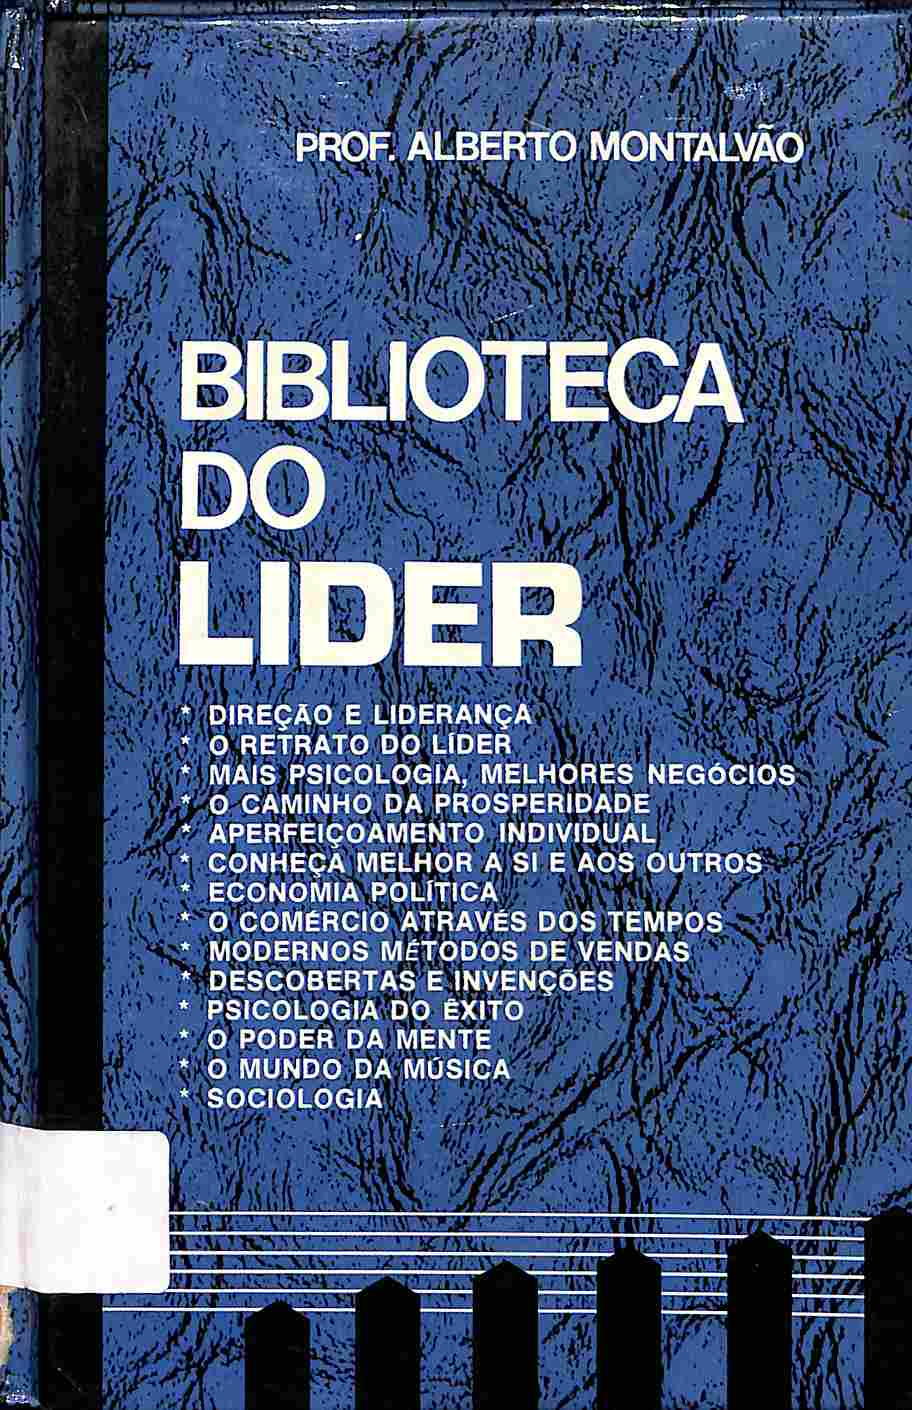 PROF. ALBERTO MONTALVÃO
BIBLIOTECA
DO
LIDER
* DIREÇÃO E LIDERANÇA
* O RETRATO DO LÍDER
* MAIS PSICOLOGIA, MELHORES NEGÓCIOS
* O CAMINHO DA PROSPERIDADE
* APERFEIÇOAMENTO INDIVIDUAL
* CONHEÇA MELHOR A SI E AOS OUTROS
* ECONOMIA POLÍTICA
* O COMÉRCIO ATRAVÉS DOS TEMPOS
* MODERNOS MÉTODOS DE VENDAS
* DESCOBERTAS E INVENÇÕES
* PSICOLOGIA DO ÊXITO
* O PODER DA MENTE
* O MUNDO DA MÚSICA
* SOCIOLOGIA